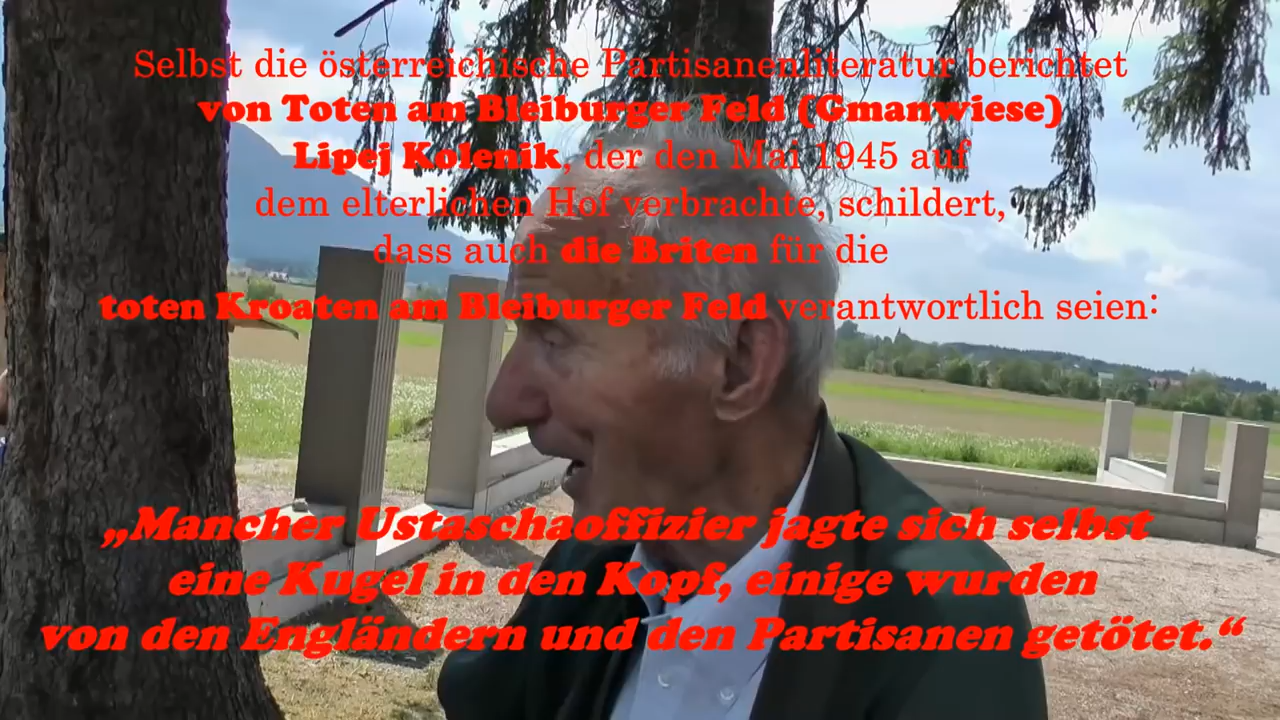 Selbst die österreichische Partisanenliteratur berichtet
von Toten am Bleiburger Feld (Gmanwiese)
Lipej Kolenik, der den Mai 1945 auf
dem elterlichen Hof verbrachte, schildert,
dass auch die Briten für die
toten Kroaten am Bleiburger Feld verantwortlich seien:
„Mancher Ustaschaoffizier jagte sich selbst
eine Kugel in den Kopf, einige wurden
von den Engländern und den Partisanen getötet.“